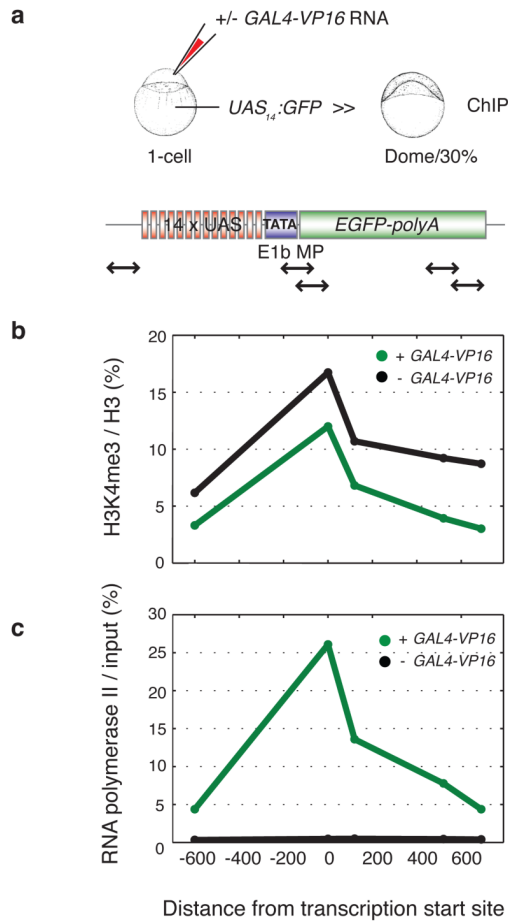 a
+/- GAL4-VP16 RNA
UAS14:GFP >>
ChIP
1-cell
Dome/30%
14 x UAS
TATA
EGFP-polyA
E1b MP
b
H3K4me3 / H3 (%)
20
15
10
5
0
+ GAL4-VP16
- GAL4-VP16
c
RNA polymerase II / input (%)
30
25
20
15
10
5
0
+ GAL4-VP16
- GAL4-VP16
-600 -400 -200 0 200 400 600
Distance from transcription start site